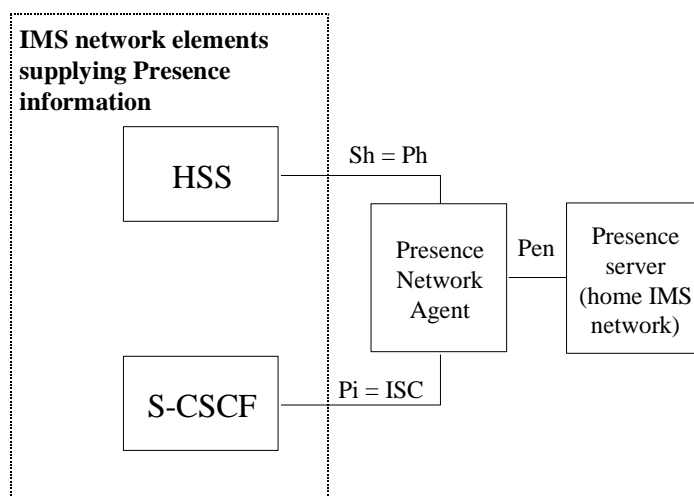 IMS network elements
supplying Presence
information
HSS
Sh = Ph
Presence
Network
Agent
Pen
Presence
server
(home IMS
network)
S-CSCF
Pi = ISC